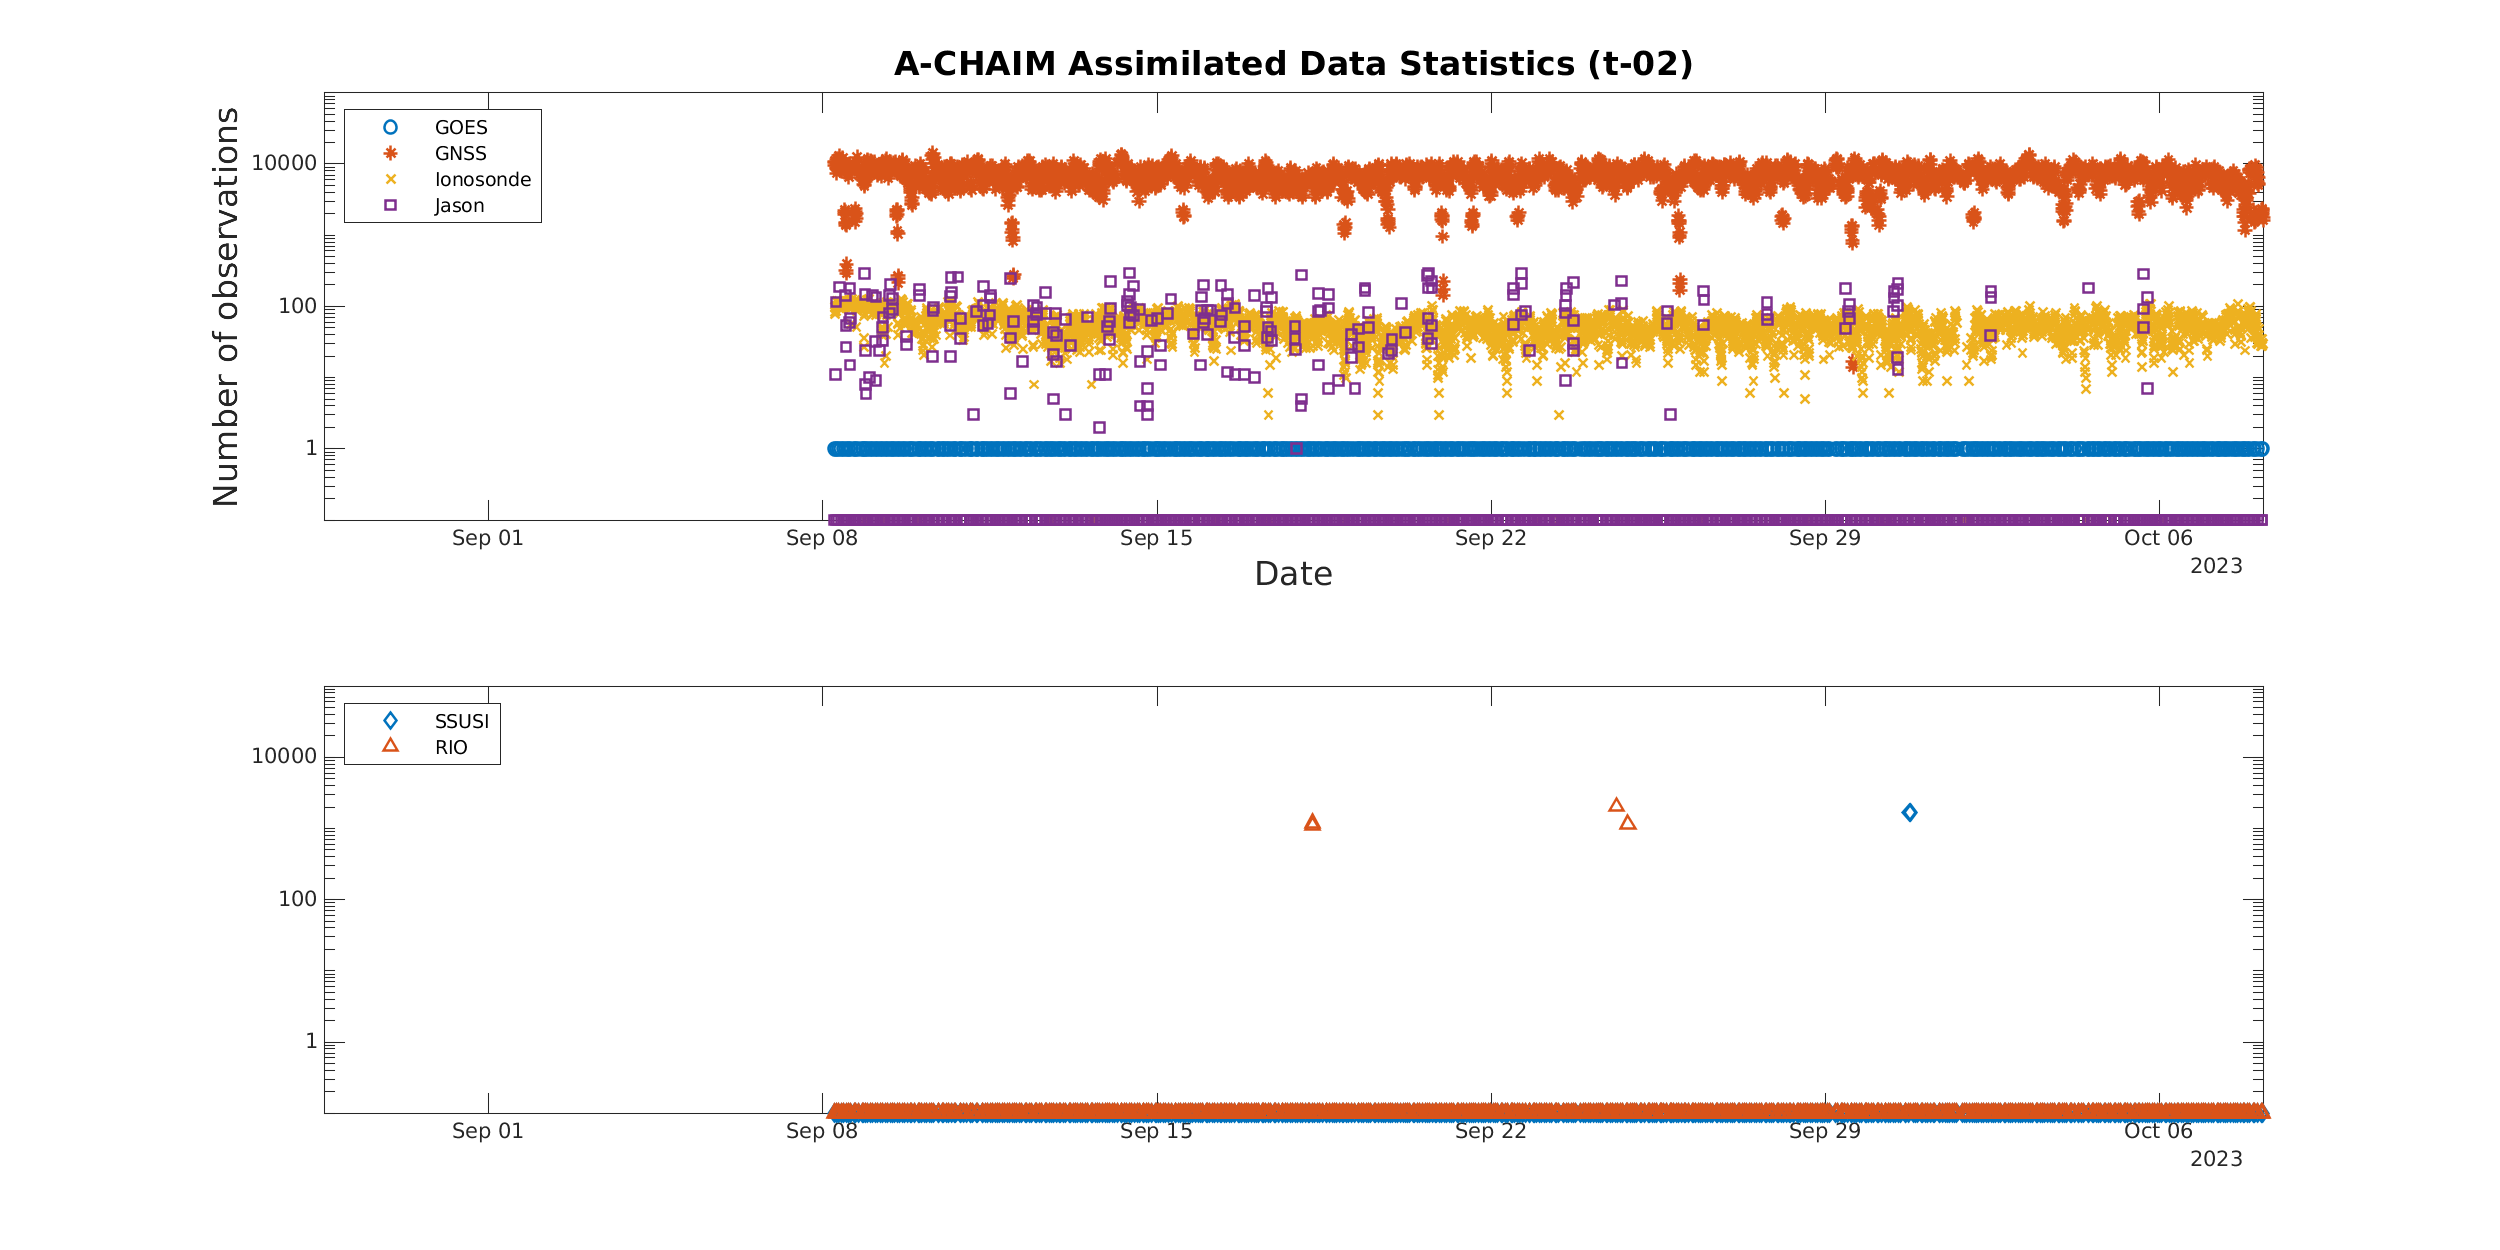 A-CHAIM Assimilated Data Statistics (t-02)
Number of observations
GOES
GNSS
Ionosonde
Jason
10000
100
1
Sep 01 Sep 08 Sep 15 Sep 22 Sep 29 Oct 06
2023
Date
SSUSI
RIO
10000
100
1
Sep 01 Sep 08 Sep 15 Sep 22 Sep 29 Oct 06
2023